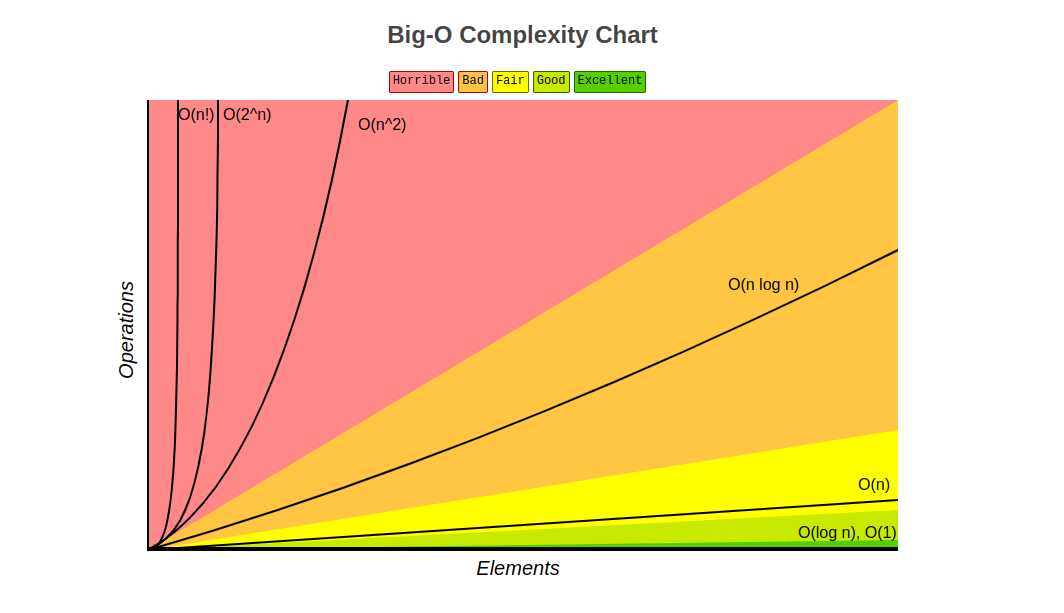 Big-O Complexity Chart
Horrible Bad Fair Good Excellent
O(n!) O(2^n)
O(n^2)
O(n log n)
O(n)
O(log n), O(1)
Operations
Elements